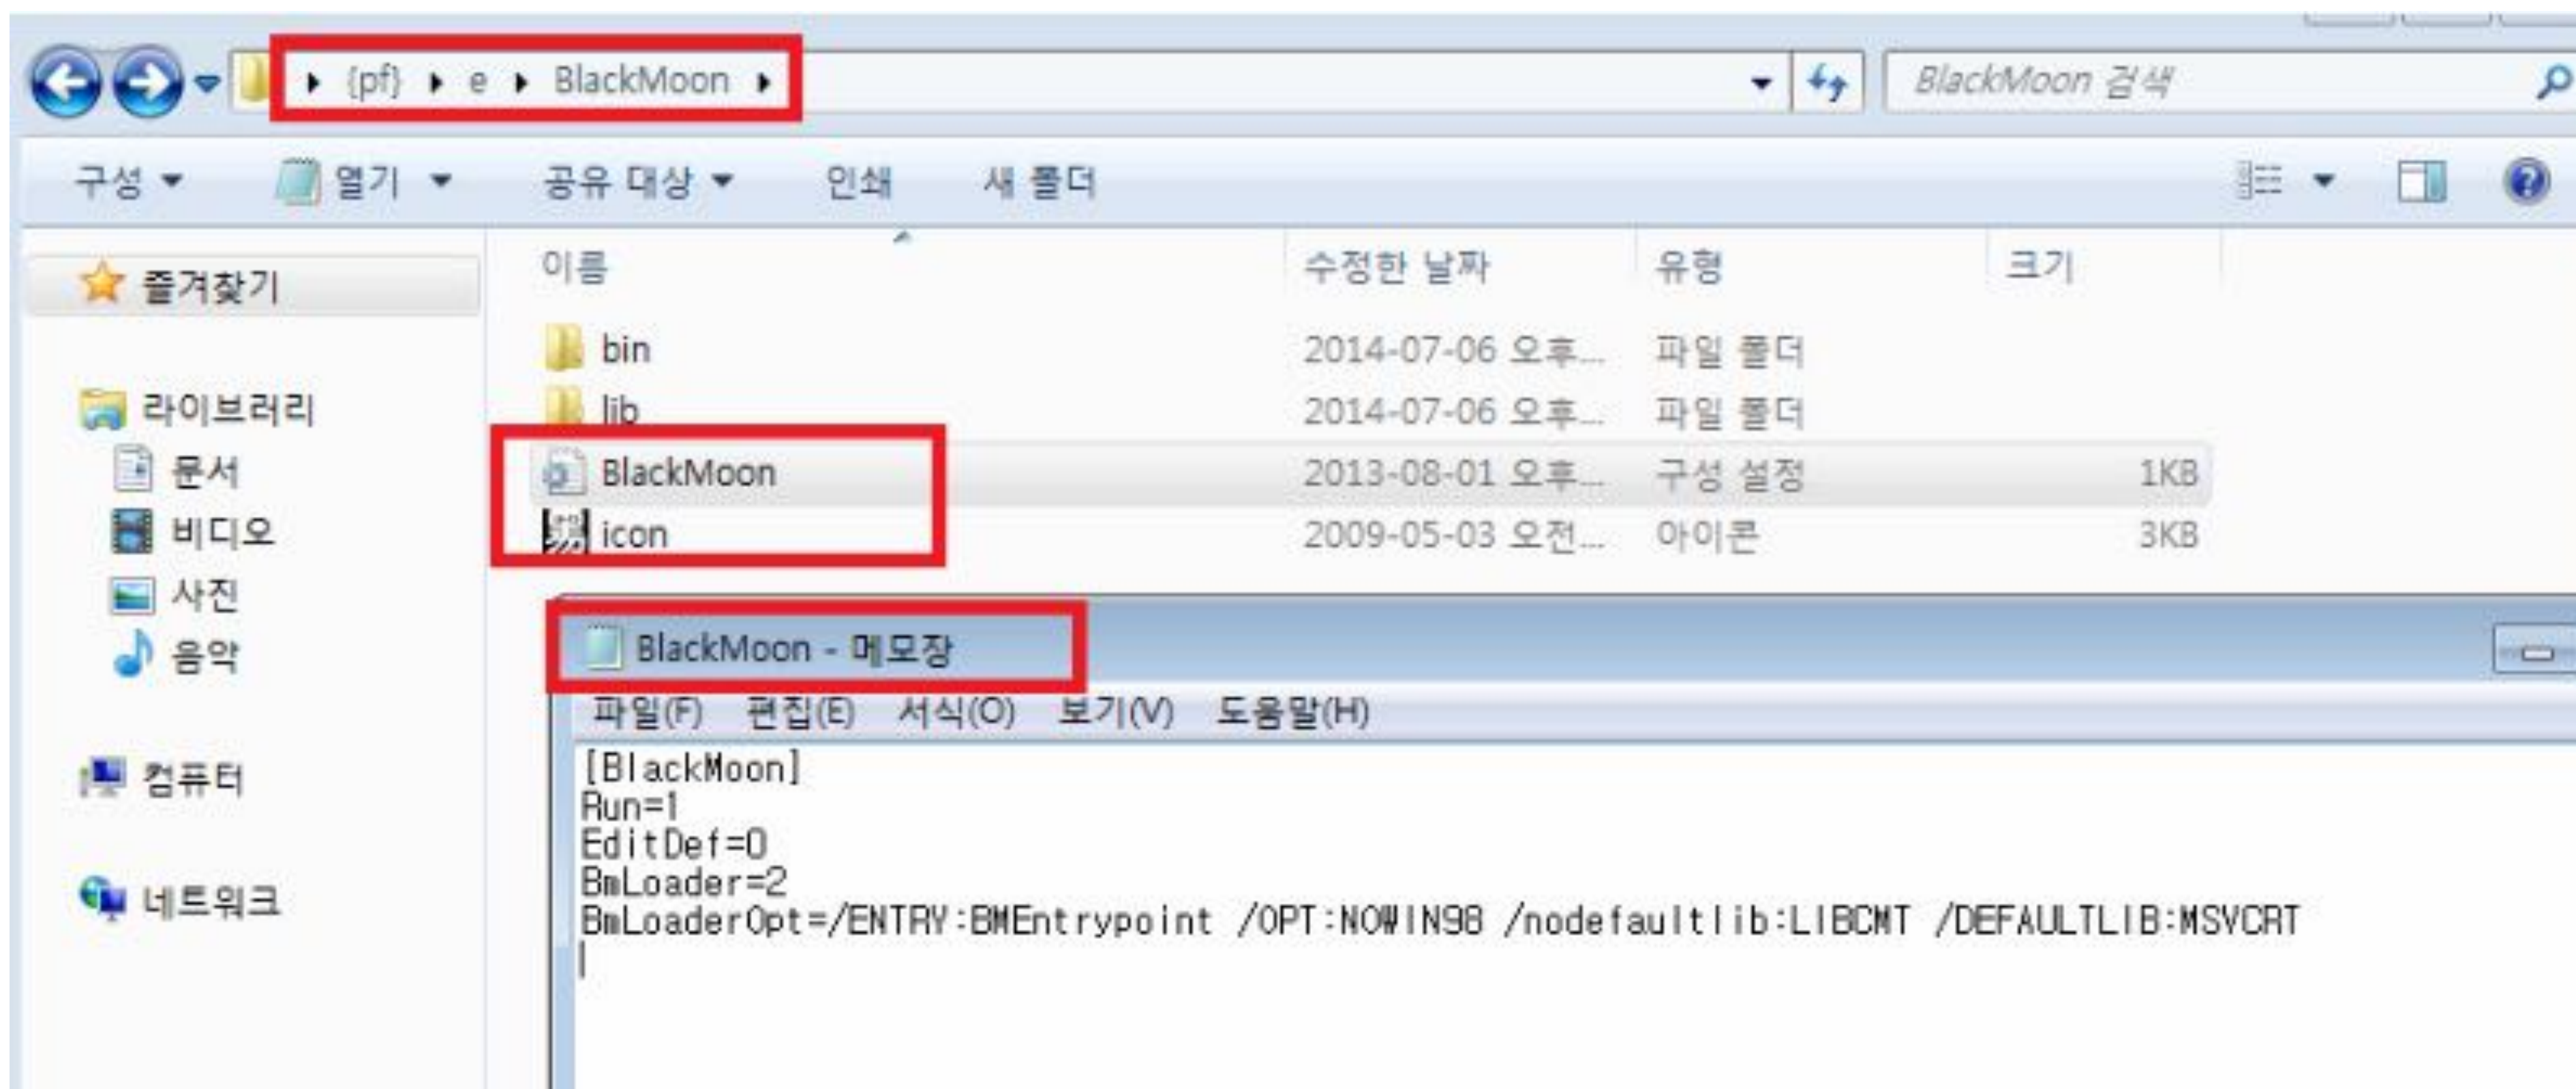 {pf} e BlackMoon
BlackMoon 검색
구성 열기 공유 대상 인쇄 새 폴더
이름 수정한 날짜 유형 크기
즐겨찾기
라이브러리
문서
비디오
사진
음악
컴퓨터
네트워크
bin 2014-07-06 오후... 파일 폴더
lib 2014-07-06 오후... 파일 폴더
BlackMoon 2013-08-01 오후... 구성 설정 1KB
icon 2009-05-03 오전... 아이콘 3KB
BlackMoon - 메모장
파일(F) 편집(E) 서식(O) 보기(V) 도움말(H)
[BlackMoon]
Run=1
EditDef=0
BmLoader=2
BmLoaderOpt=/ENTRY:BMEntrypoint /OPT:NOWIN98 /nodefaultlib:LIBCMT /DEFAULTLIB:MSVCRT